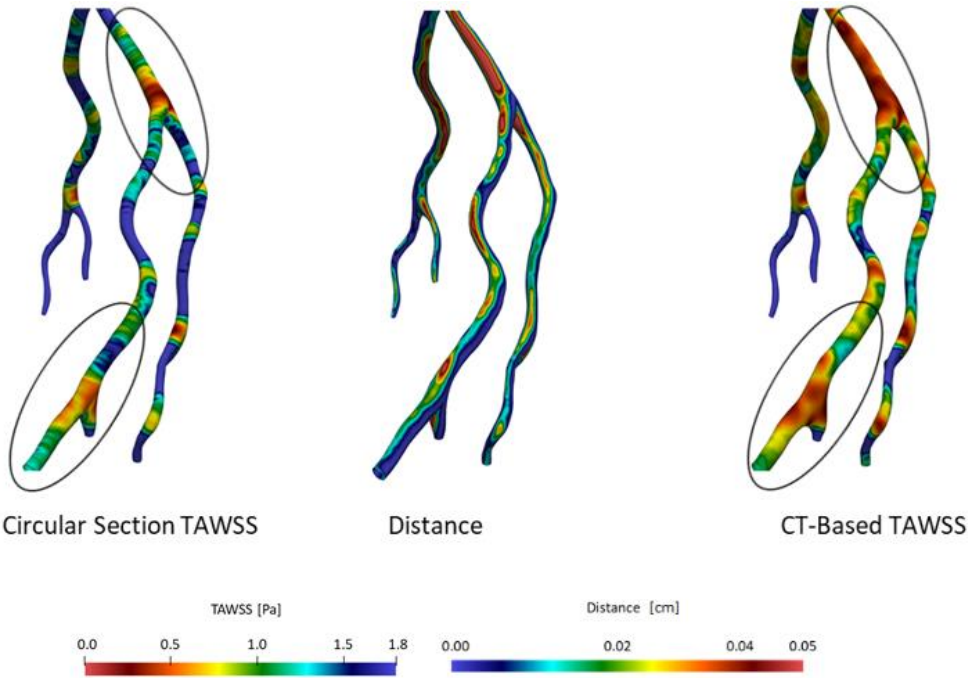 Circular Section TAWSS
Distance
CT-Based TAWSS
TAWSS [Pa]
0.0 0.5 1.0 1.5 1.8
Distance [cm]
0.00 0.02 0.04 0.05